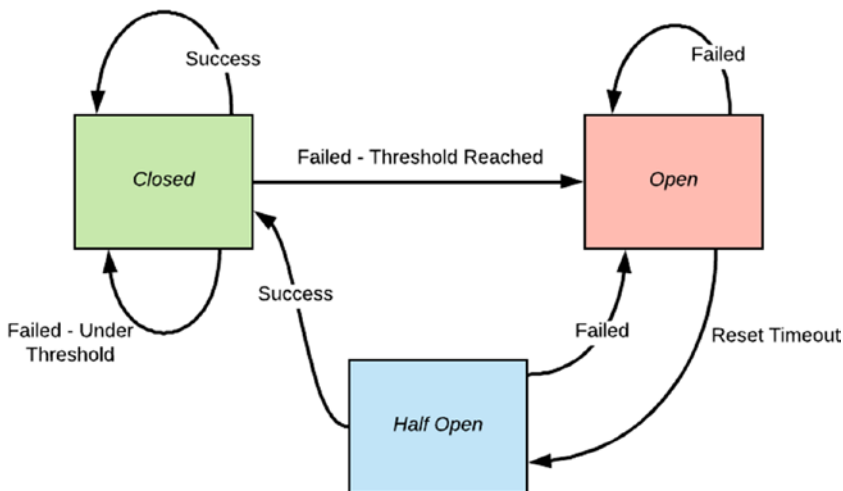 Success
Failed
Closed
Failed - Threshold Reached
Open
Success
Failed - Under
Threshold
Failed
Reset Timeout
Half Open